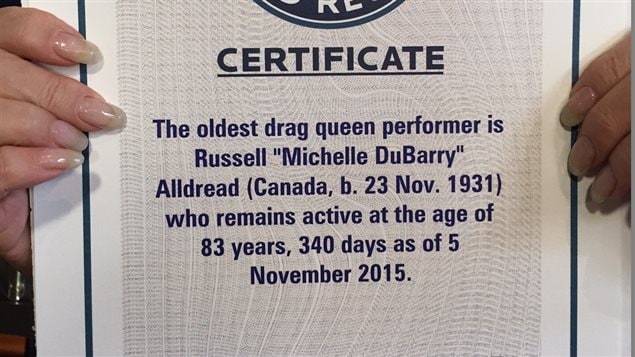 RE
CERTIFICATE
The oldest drag queen performer is
Russell "Michelle DuBarry"
Alldread (Canada, b. 23 Nov. 1931)
who remains active at the age of
83 years, 340 days as of 5
November 2015.